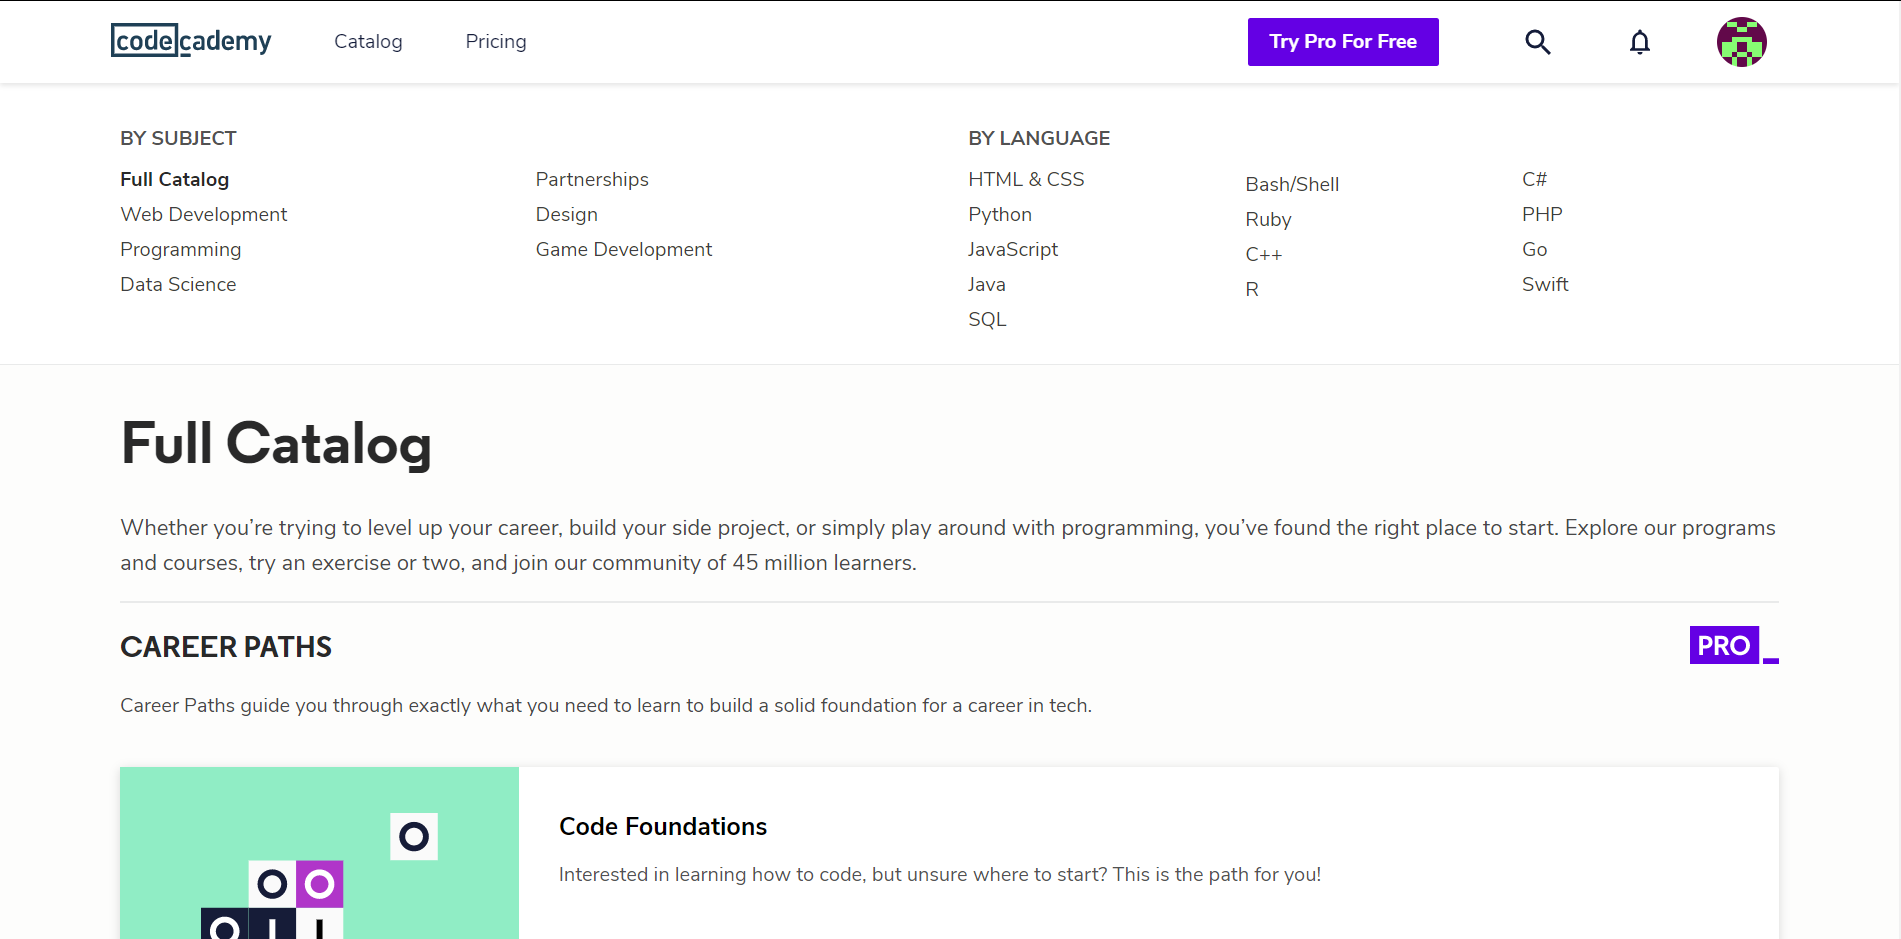 codecademy
Catalog
Pricing
Try Pro For Free
BY SUBJECT
Full Catalog
Web Development
Programming
Data Science
Partnerships
Design
Game Development
BY LANGUAGE
HTML & CSS
Python
JavaScript
Java
SQL
Bash/Shell
Ruby
C++
R
C#
PHP
Go
Swift
Full Catalog
Whether you’re trying to level up your career, build your side project, or simply play around with programming, you’ve found the right place to start. Explore our programs
and courses, try an exercise or two, and join our community of 45 million learners.
CAREER PATHS
PRO
Career Paths guide you through exactly what you need to learn to build a solid foundation for a career in tech.
Code Foundations
Interested in learning how to code, but unsure where to start? This is the path for you!